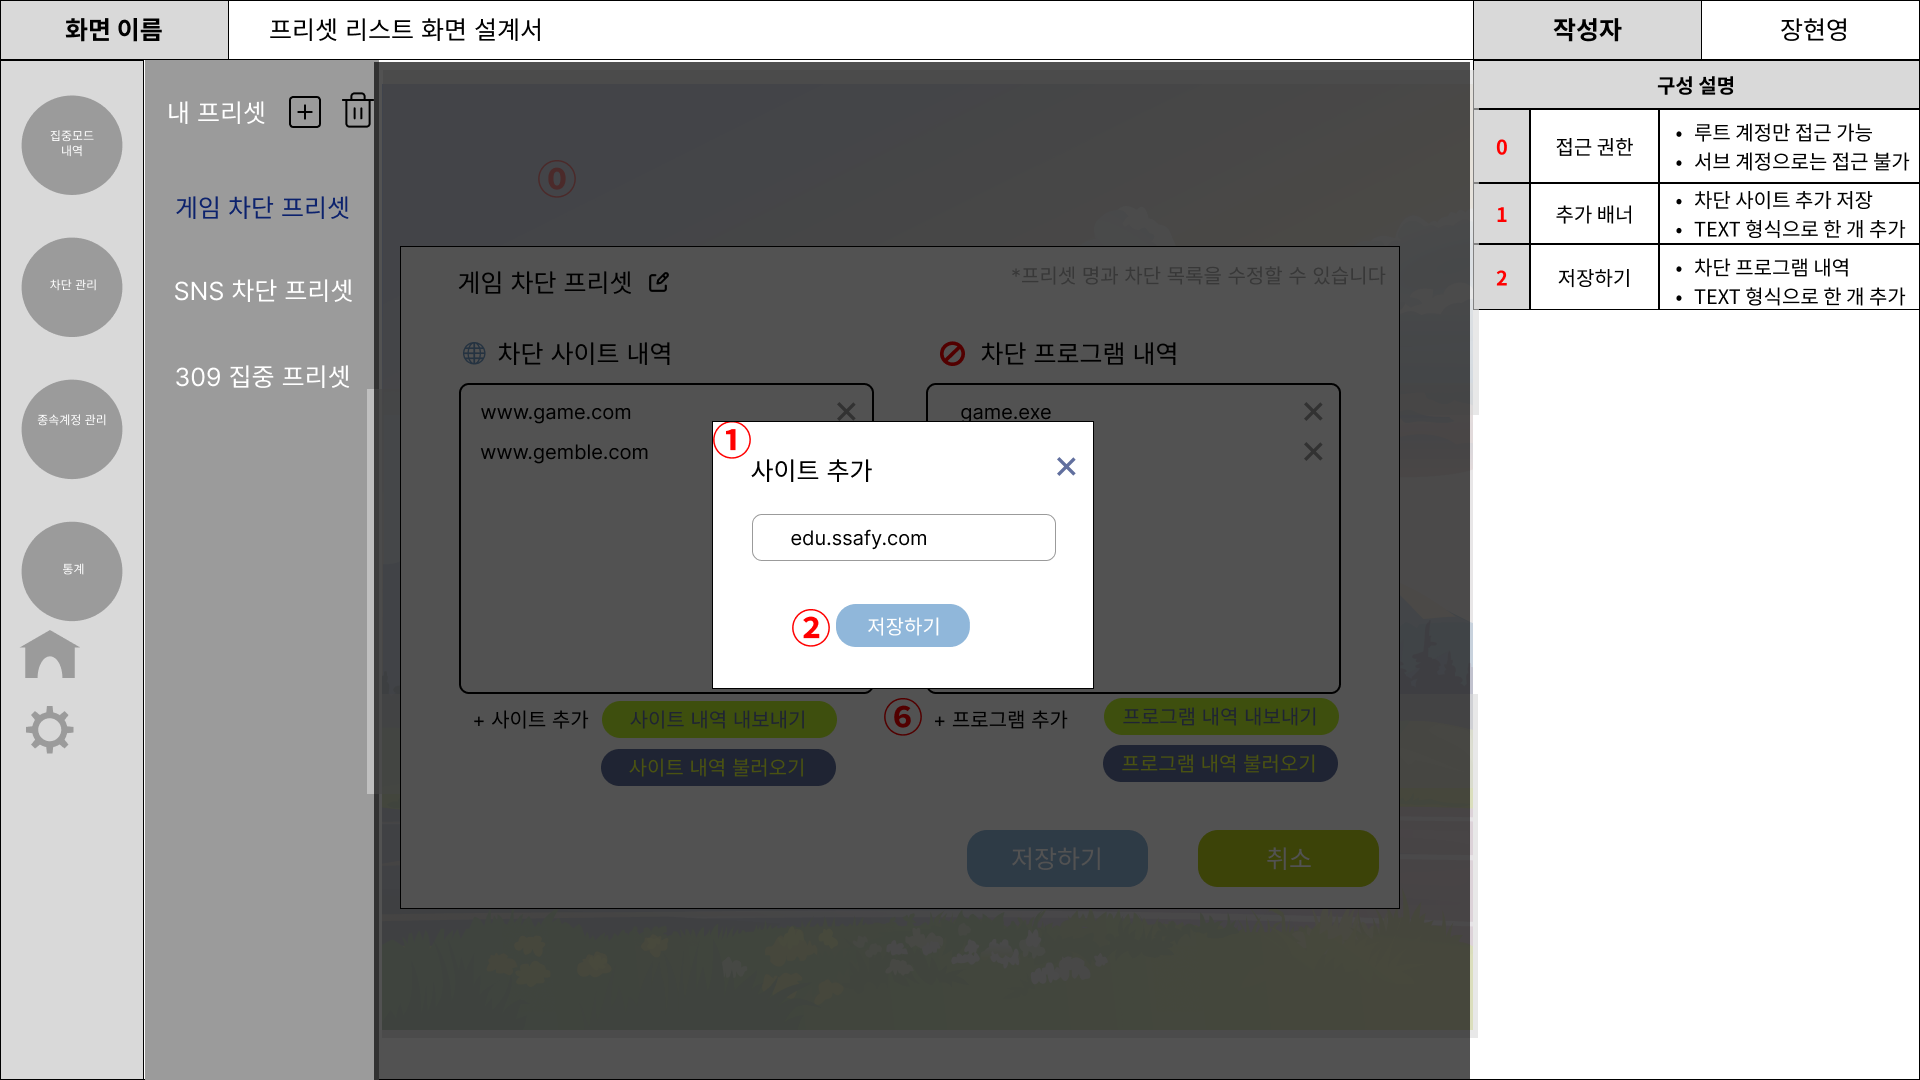 화면 이름
프리셋 리스트 화면 설계서
작성자
장현영
집중모드
내역
차단 관리
종속계정 관리
통계
내 프리셋
게임 차단 프리셋
SNS 차단 프리셋
309 집중 프리셋
0
게임 차단 프리셋
*프리셋 명과 차단 목록을 수정할 수 있습니다
차단 사이트 내역
www.game.com
www.gemble.com
+ 사이트 추가
사이트 내역 내보내기
사이트 내역 불러오기
차단 프로그램 내역
game.exe
6
+ 프로그램 추가
프로그램 내역 내보내기
프로그램 내역 불러오기
저장하기
취소
1
사이트 추가
edu.ssafy.com
2
저장하기
구성 설명
0
접근 권한
• 루트 계정만 접근 가능
• 서브 계정으로는 접근 불가
1
추가 배너
• 차단 사이트 추가 저장
• TEXT 형식으로 한 개 추가
2
저장하기
• 차단 프로그램 내역
• TEXT 형식으로 한 개 추가